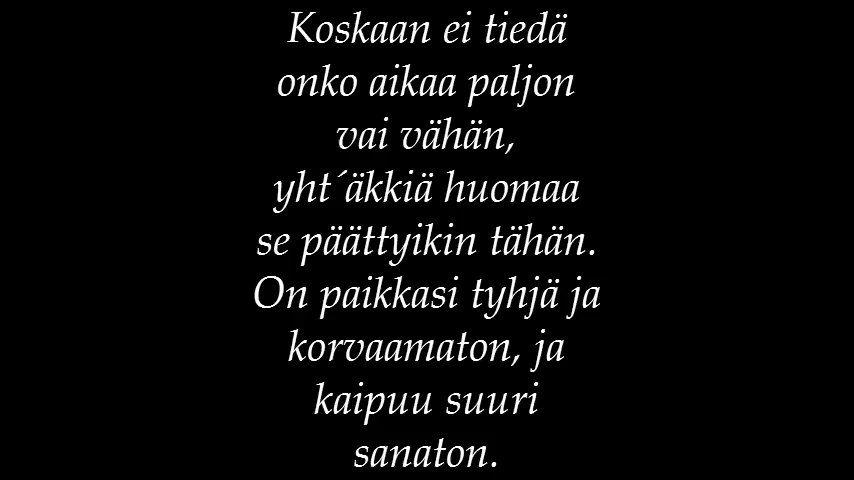 Koskaan ei tiedä
onko aikaa paljon
vai vähän,
yht´äkkiä huomaa
se päättyikin tähän.
On paikkasi tyhjä ja
korvaamaton, ja
kaipuu suuri
sanaton.